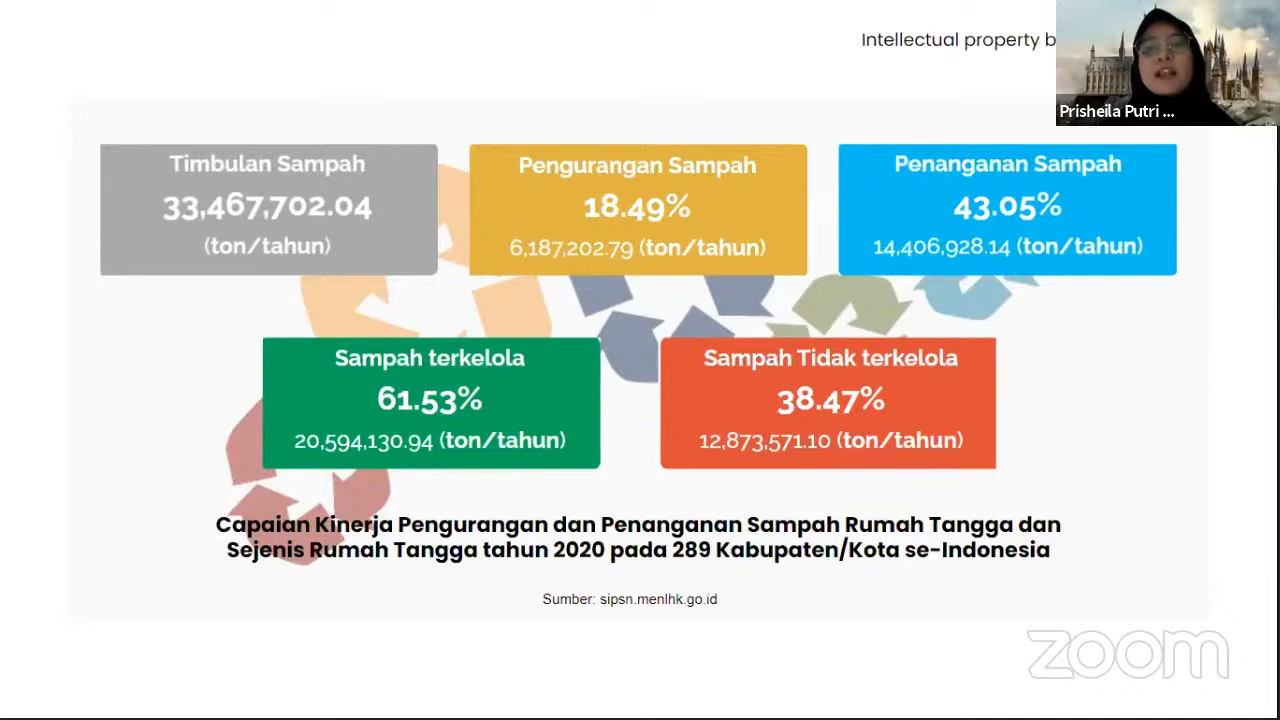 Intellectual property b
Prisheila Putri ...
Timbulan Sampah
33,467,702.04
(ton/tahun)
Pengurangan Sampah
18.49%
6,187,202.79 (ton/tahun)
Penanganan Sampah
43.05%
14,406,928.14 (ton/tahun)
Sampah terkelola
61.53%
20,594,130.94 (ton/tahun)
Sampah Tidak terkelola
38.47%
12,873,571.10 (ton/tahun)
Capaian Kinerja Pengurangan dan Penanganan Sampah Rumah Tangga dan
Sejenis Rumah Tangga tahun 2020 pada 289 Kabupaten/Kota se-Indonesia
Sumber: sipsn.menlhk.go.id
zoom